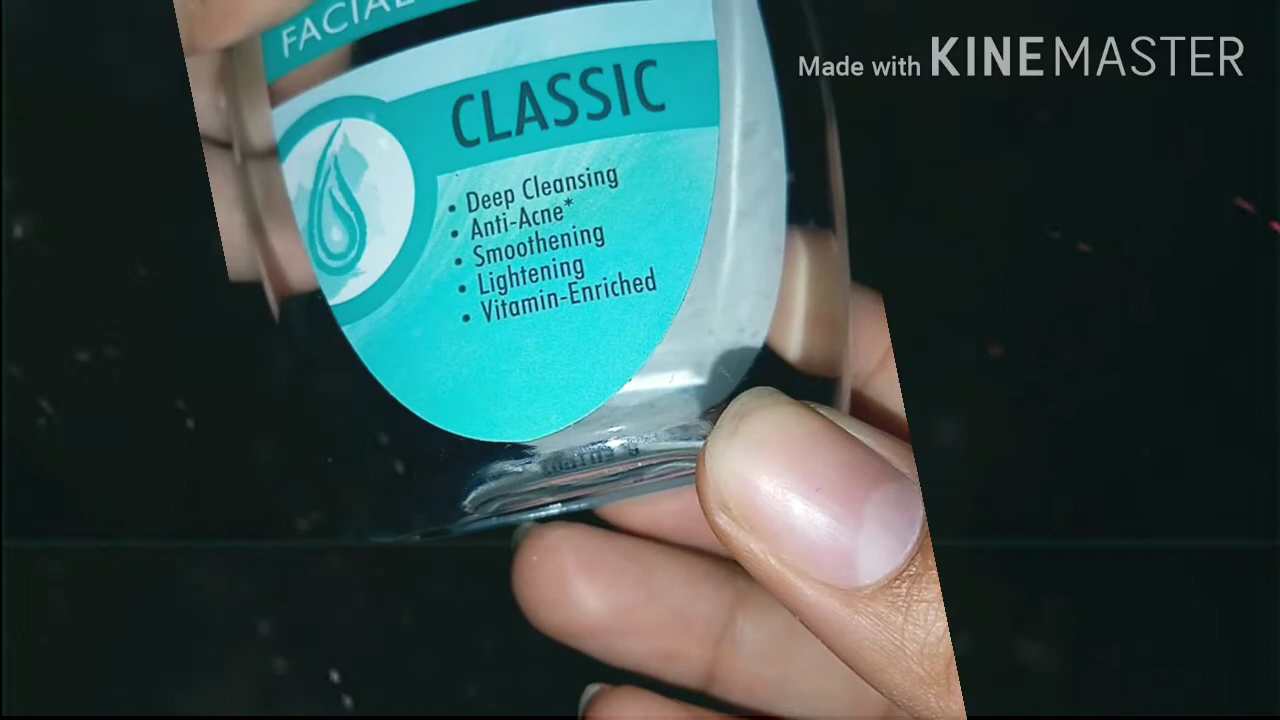 FACIAL
Made with KINEMASTER
CLASSIC
• Deep Cleansing
• Anti-Acne*
• Smoothening
• Lightening
• Vitamin-Enriched